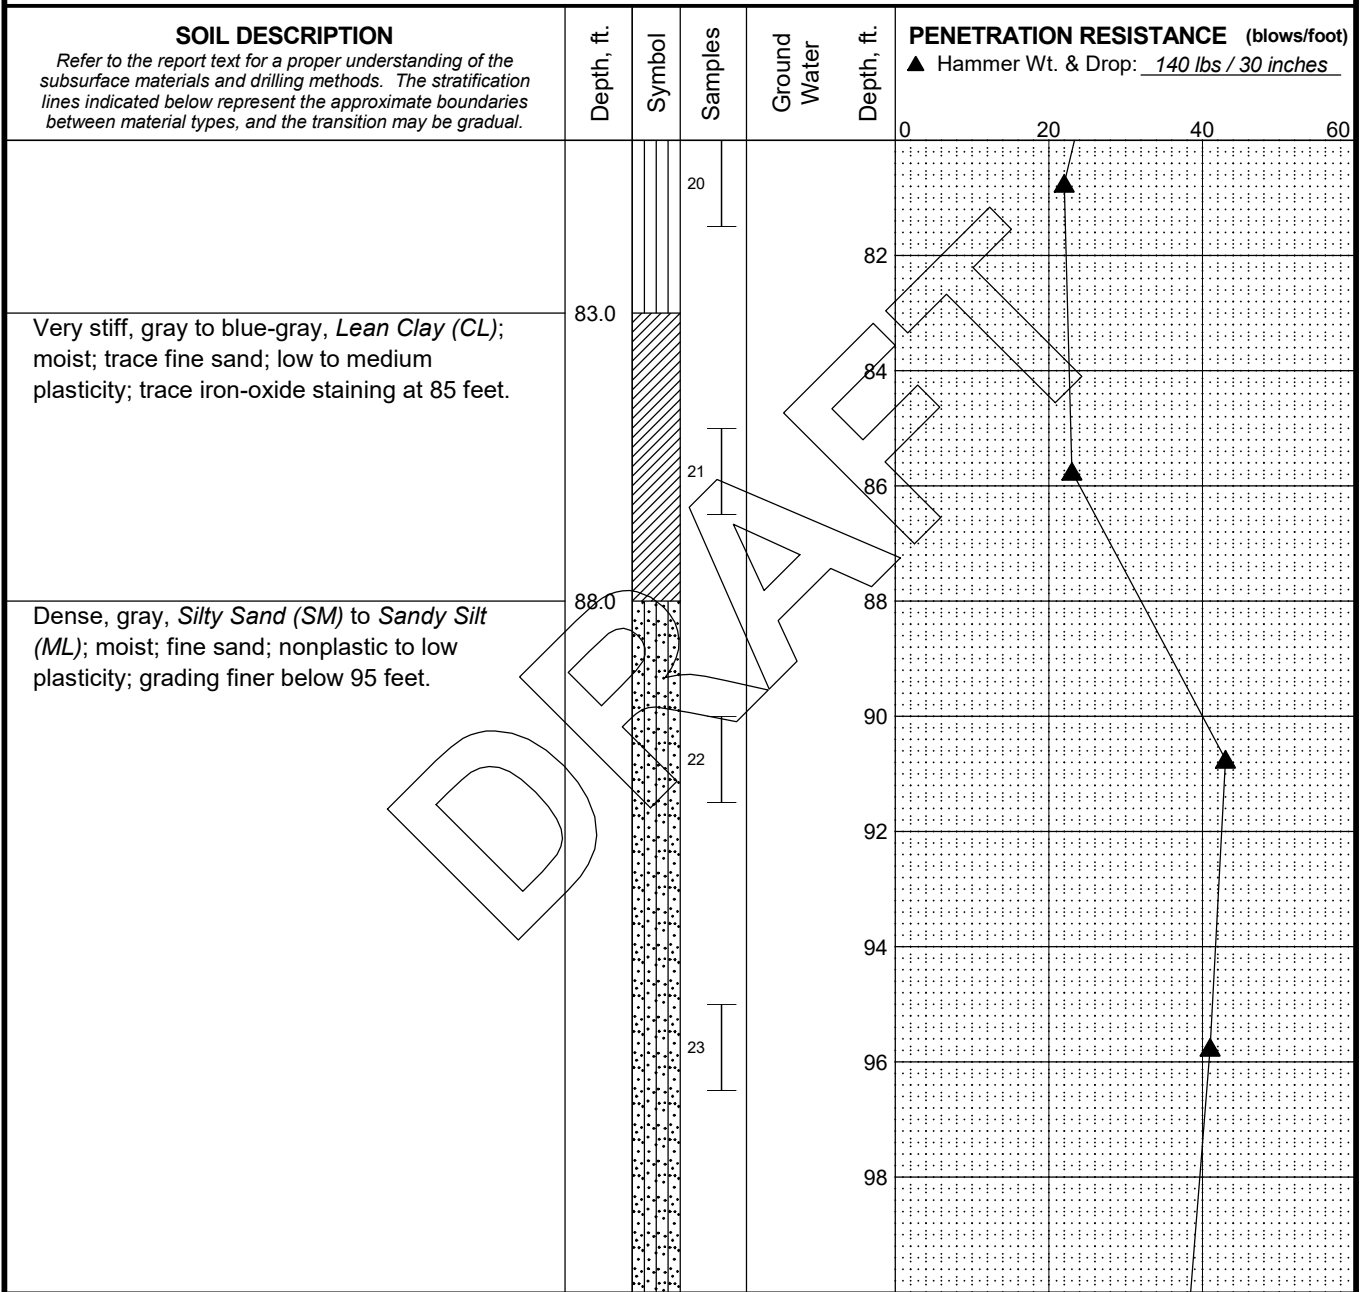 SOIL DESCRIPTION
Refer to the report text for a proper understanding of the
subsurface materials and drilling methods. The stratification
lines indicated below represent the approximate boundaries
between material types, and the transition may be gradual.
Depth, ft.
Symbol
Samples
Ground
Water
Depth, ft.
PENETRATION RESISTANCE (blows/foot)
▲ Hammer Wt. & Drop: 140 lbs / 30 inches
0 20 40 60
20
82
83.0
Very stiff, gray to blue-gray, Lean Clay (CL);
moist; trace fine sand; low to medium
plasticity; trace iron-oxide staining at 85 feet.
84
21
86
88.0
88
Dense, gray, Silty Sand (SM) to Sandy Silt
(ML); moist; fine sand; nonplastic to low
plasticity; grading finer below 95 feet.
90
22
92
94
23
96
98
DRAFT